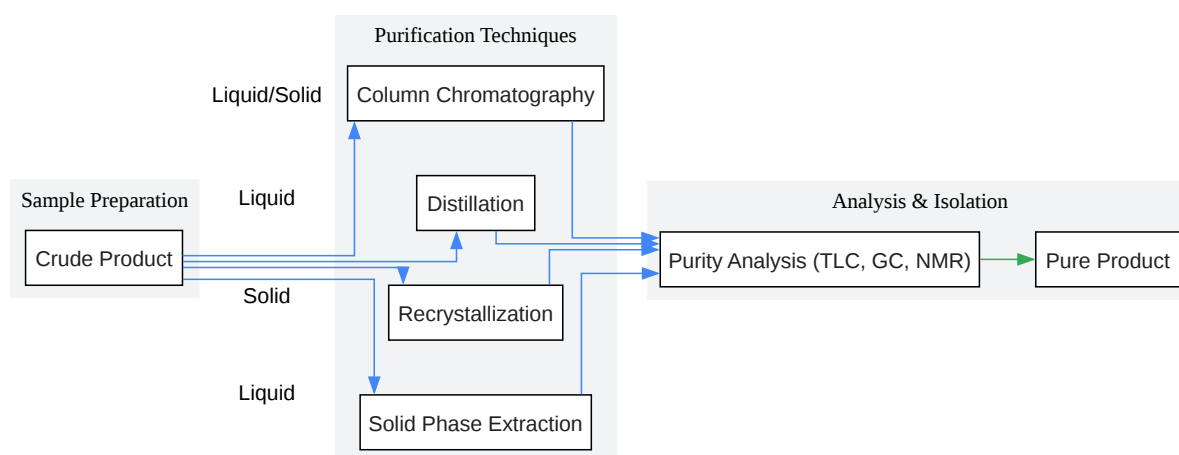 Purification Techniques
Liquid/Solid
Column Chromatography
Sample Preparation
Liquid
Distillation
Analysis & Isolation
Crude Product
Purity Analysis (TLC, GC, NMR)
Pure Product
Solid
Recrystallization
Liquid
Solid Phase Extraction